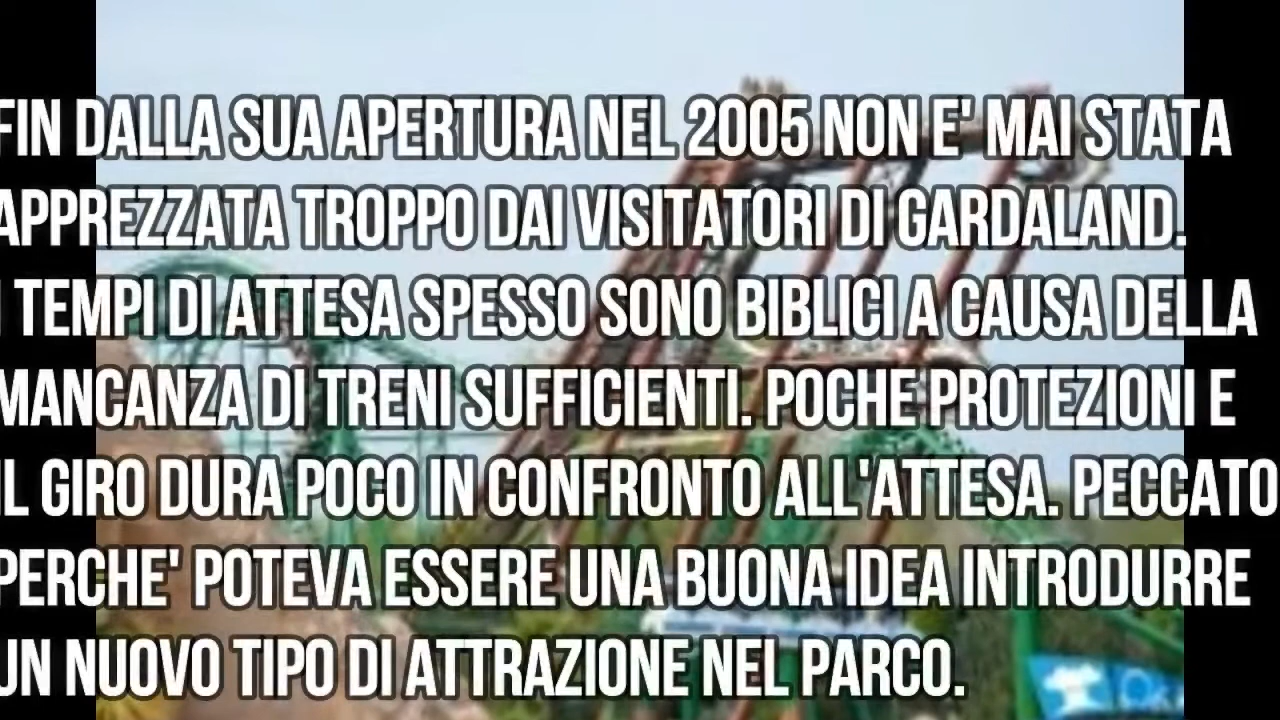 FIN DALLA SUA APERTURA NEL 2005 NON E' MAI STATA
APPREZZATA TROPPO DAI VISITATORI DI GARDALAND.
I TEMPI DI ATTESA SPESSO SONO BIBLICI A CAUSA DELLA
MANCANZA DI TRENI SUFFICIENTI. POCHE PROTEZIONI E
IL GIRO DURA POCO IN CONFRONTO ALL'ATTESA. PECCATO
PERCHE' POTEVA ESSERE UNA BUONA IDEA INTRODURRE
UN NUOVO TIPO DI ATTRAZIONE NEL PARCO.